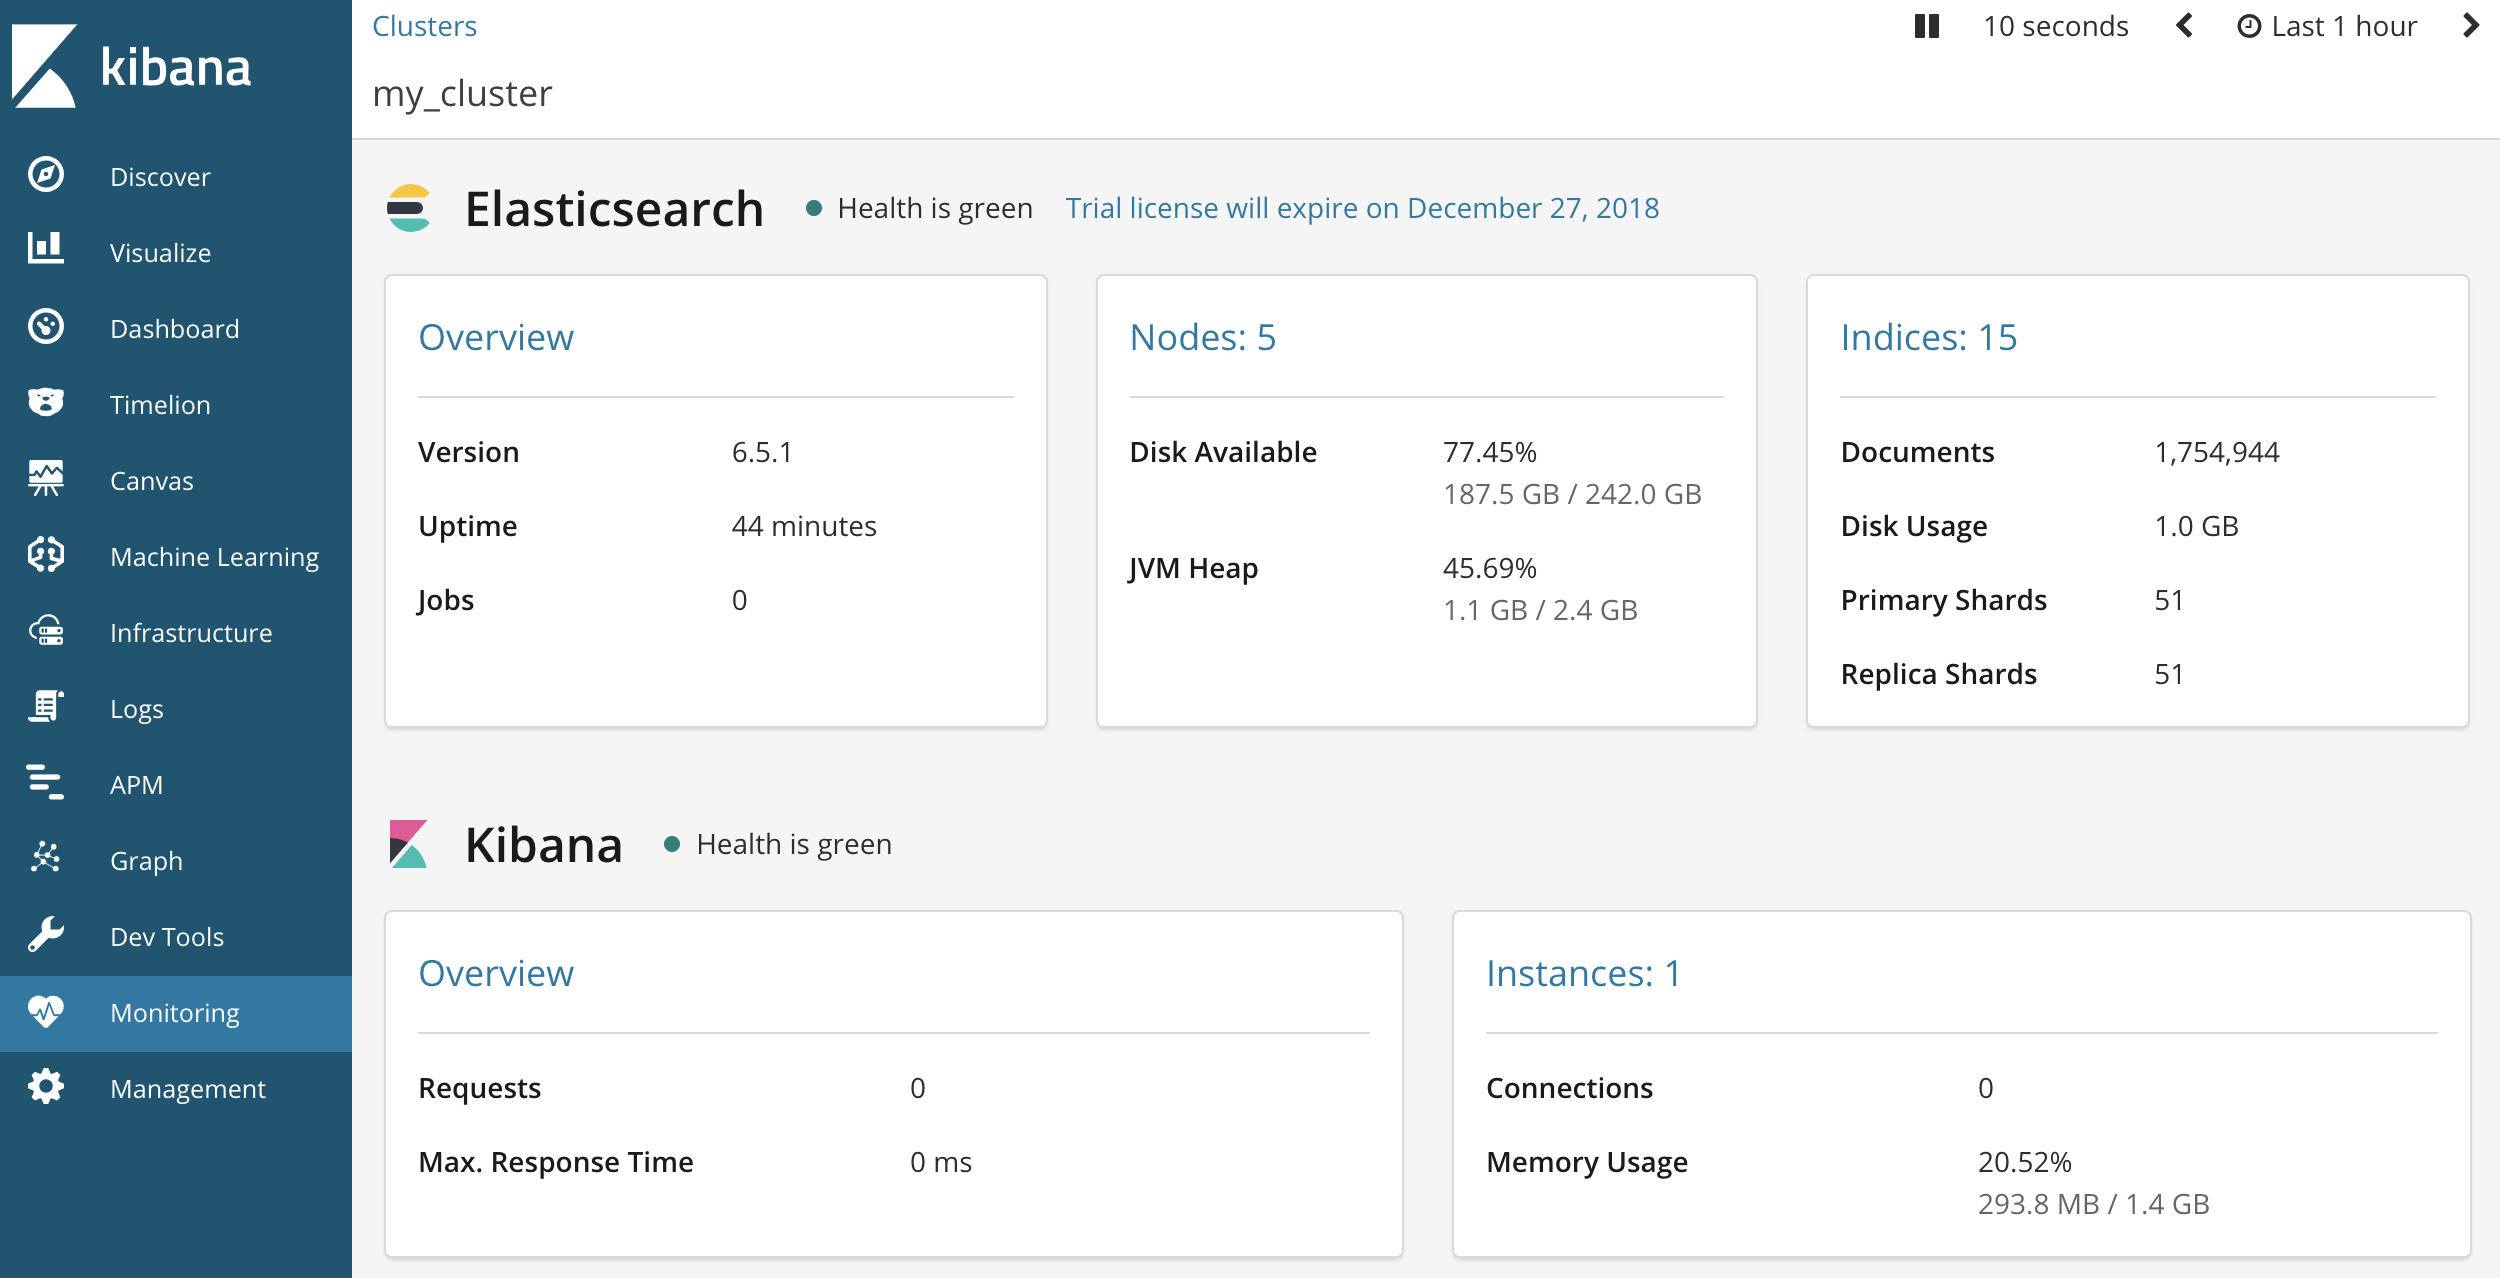 kibana
Discover
Visualize
Dashboard
Timelion
Canvas
Machine Learning
Infrastructure
Logs
APM
Graph
Dev Tools
Monitoring
Management
Clusters
10 seconds
Last 1 hour
my_cluster
Elasticsearch
Health is green
Trial license will expire on December 27, 2018
Overview
Version 6.5.1
Uptime 44 minutes
Jobs 0
Nodes: 5
Disk Available 77.45%
187.5 GB / 242.0 GB
JVM Heap 45.69%
1.1 GB / 2.4 GB
Indices: 15
Documents 1,754,944
Disk Usage 1.0 GB
Primary Shards 51
Replica Shards 51
Kibana
Health is green
Overview
Requests 0
Max. Response Time 0 ms
Instances: 1
Connections 0
Memory Usage 20.52%
293.8 MB / 1.4 GB